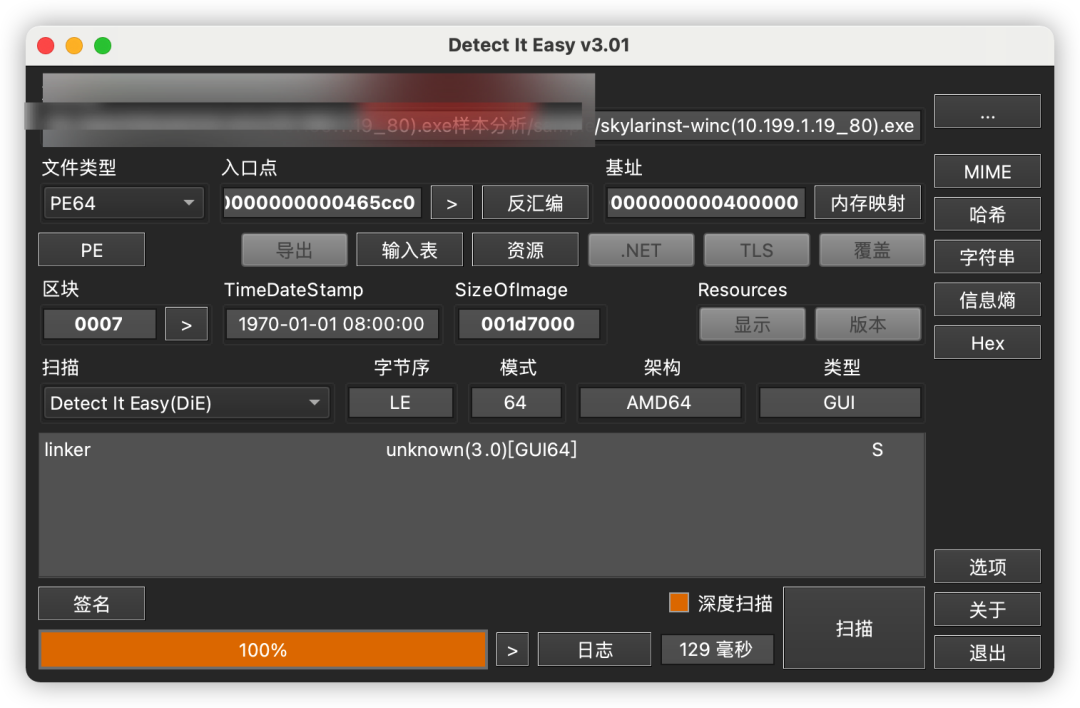 Detect It Easy v3.01
9_80).exe样本分析/ /skylarinst-winc(10.199.1.19_80).exe ...
文件类型 入口点 基址
PE64 0000000000465cc0 > 反汇编 000000000400000 内存映射 MIME
哈希
PE 导出 输入表 资源 .NET TLS 覆盖 字符串
区块 TimeDateStamp SizeOfImage Resources
0007 > 1970-01-01 08:00:00 001d7000 显示 版本 信息熵
Hex
扫描 字节序 模式 架构 类型
Detect It Easy(DiE) LE 64 AMD64 GUI
linker unknown(3.0)[GUI64] S
选项
签名 深度扫描 扫描 关于
100% > 日志 129 毫秒 退出